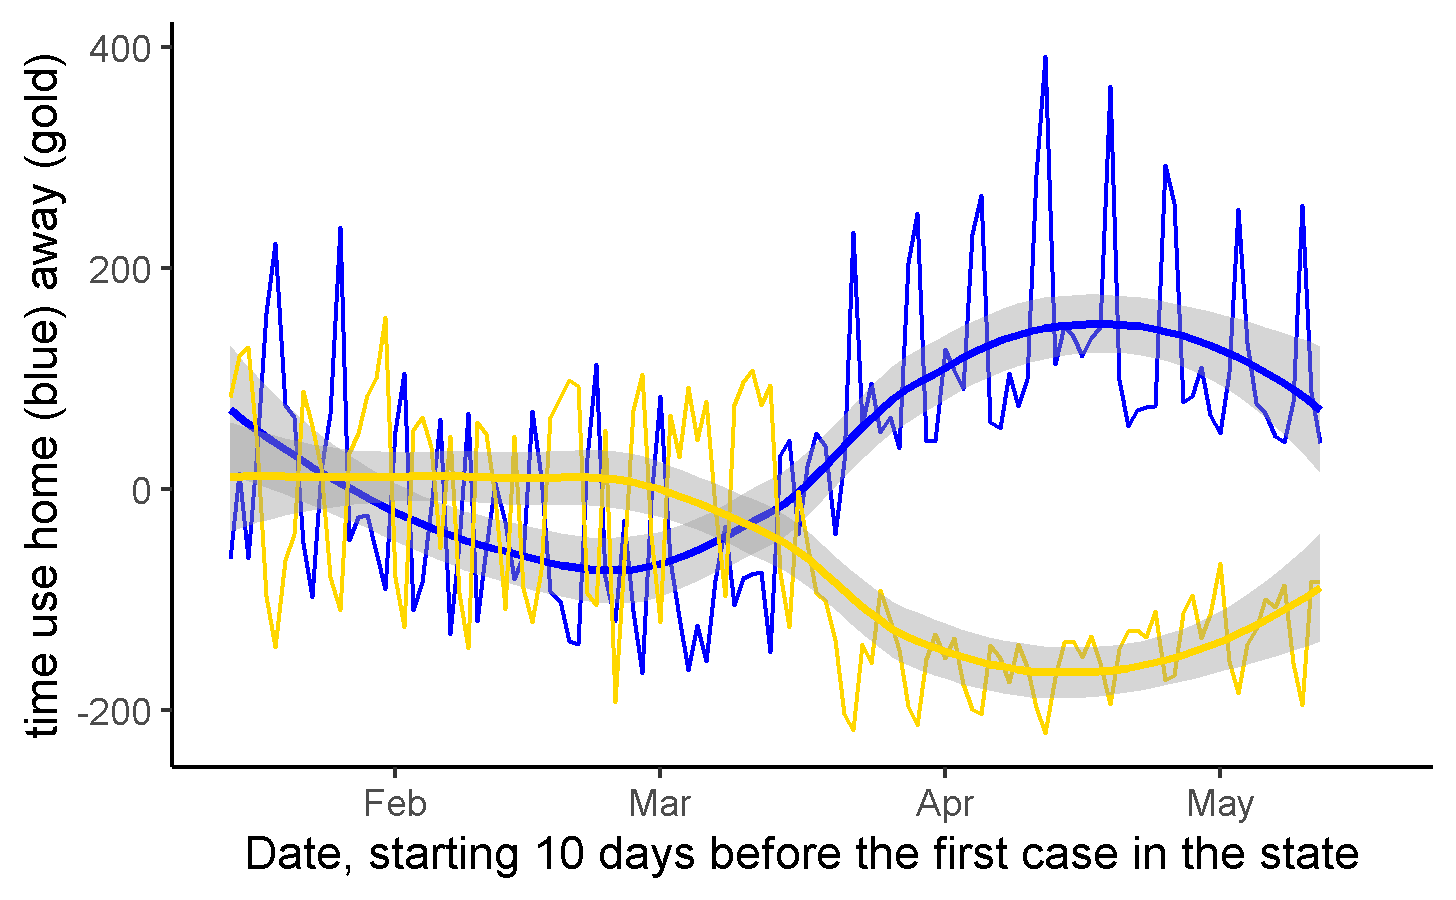 time use home (blue) away (gold)
400
200
0
-200
Feb
Mar
Apr
May
Date, starting 10 days before the first case in the state